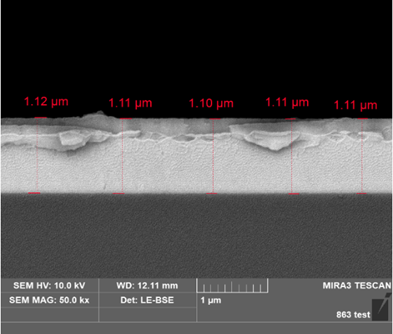 1.12 µm 1.11 µm 1.10 µm 1.11 µm 1.11 µm
SEM HV: 10.0 kV WD: 12.11 mm MIRA3 TESCAN
SEM MAG: 50.0 kx Det: LE-BSE 1 µm
863 test